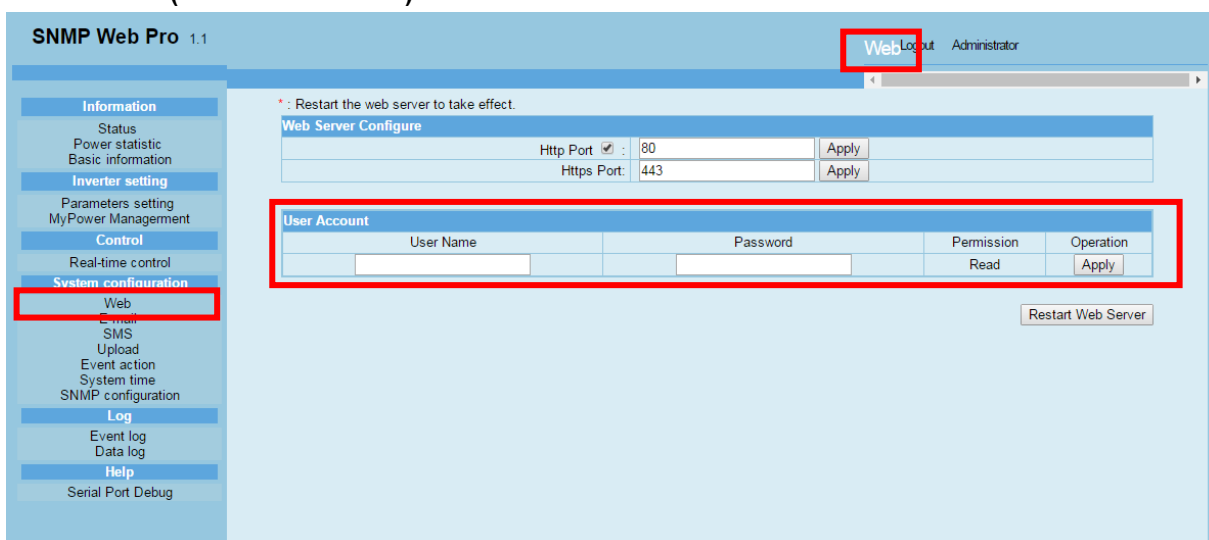 SNMP Web Pro 1.1
Web Logout Administrator
Information
Status
Power statistic
Basic information
Inverter setting
Parameters setting
MyPower Managerment
Control
Real-time control
System configuration
Web
E-mail
SMS
Upload
Event action
System time
SNMP configuration
Log
Event log
Data log
Help
Serial Port Debug
* : Restart the web server to take effect.
Web Server Configure
Http Port : 80 Apply
Https Port: 443 Apply
User Account
User Name Password Permission Operation
Read Apply
Restart Web Server